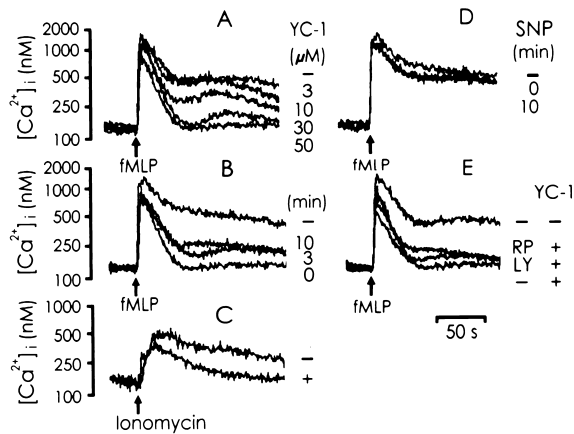 A
YC-1
(μM)
[Ca2+]i (nM)
2000
1000
500
250
100
–
3
10
30
50
fMLP
D
SNP
(min)
–
0
10
fMLP
B
(min)
[Ca2+]i (nM)
2000
1000
500
250
100
–
10
3
0
fMLP
E
YC-1
– –
RP +
LY +
– +
fMLP
C
[Ca2+]i (nM)
1000
500
250
100
–
+
Ionomycin
50 s